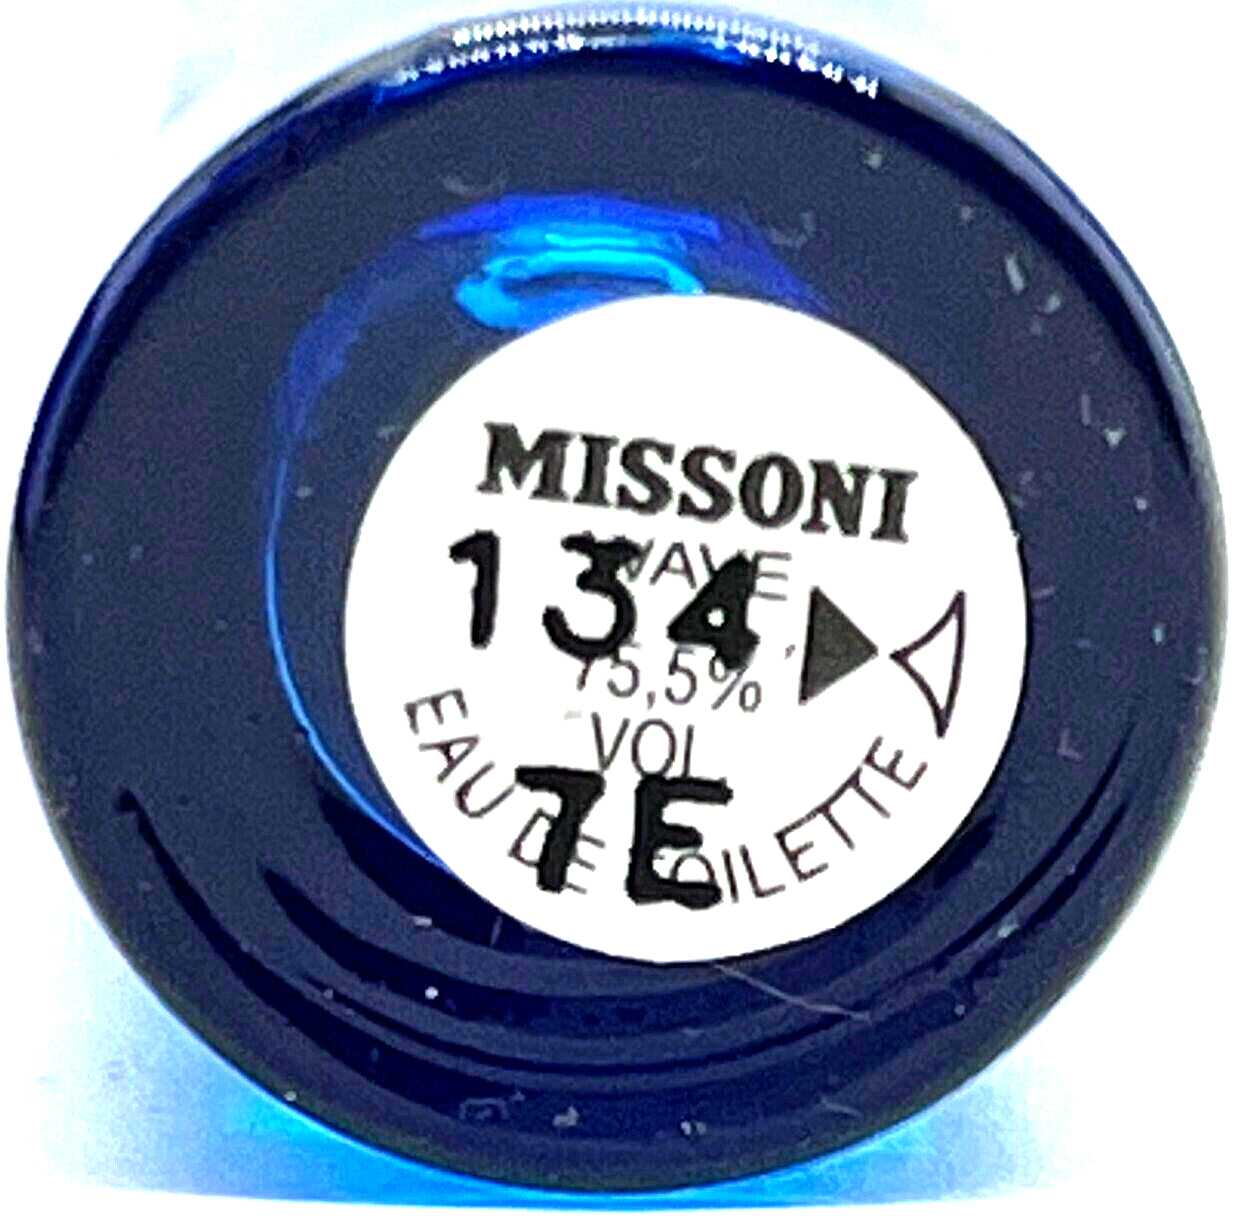 MISSONI
WAVE
134
75,5%
VOL
7E
EAU DE TOILETTE